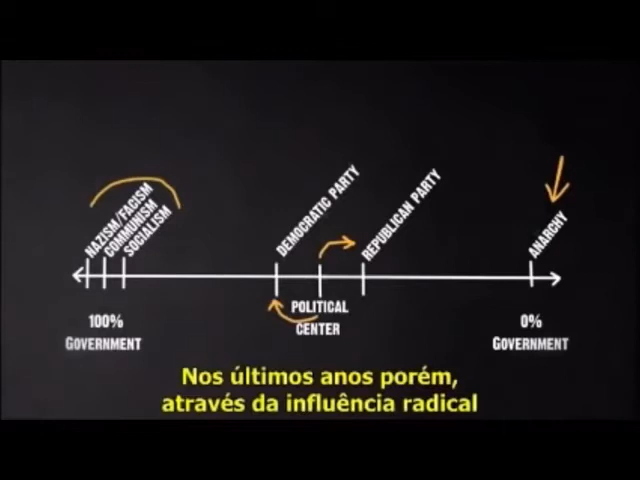 NAZISM/FACISM
COMMUNISM
SOCIALISM
DEMOCRATIC PARTY
REPUBLICAN PARTY
ANARCHY
POLITICAL
CENTER
100%
GOVERNMENT
0%
GOVERNMENT
Nos últimos anos porém,
através da influência radical